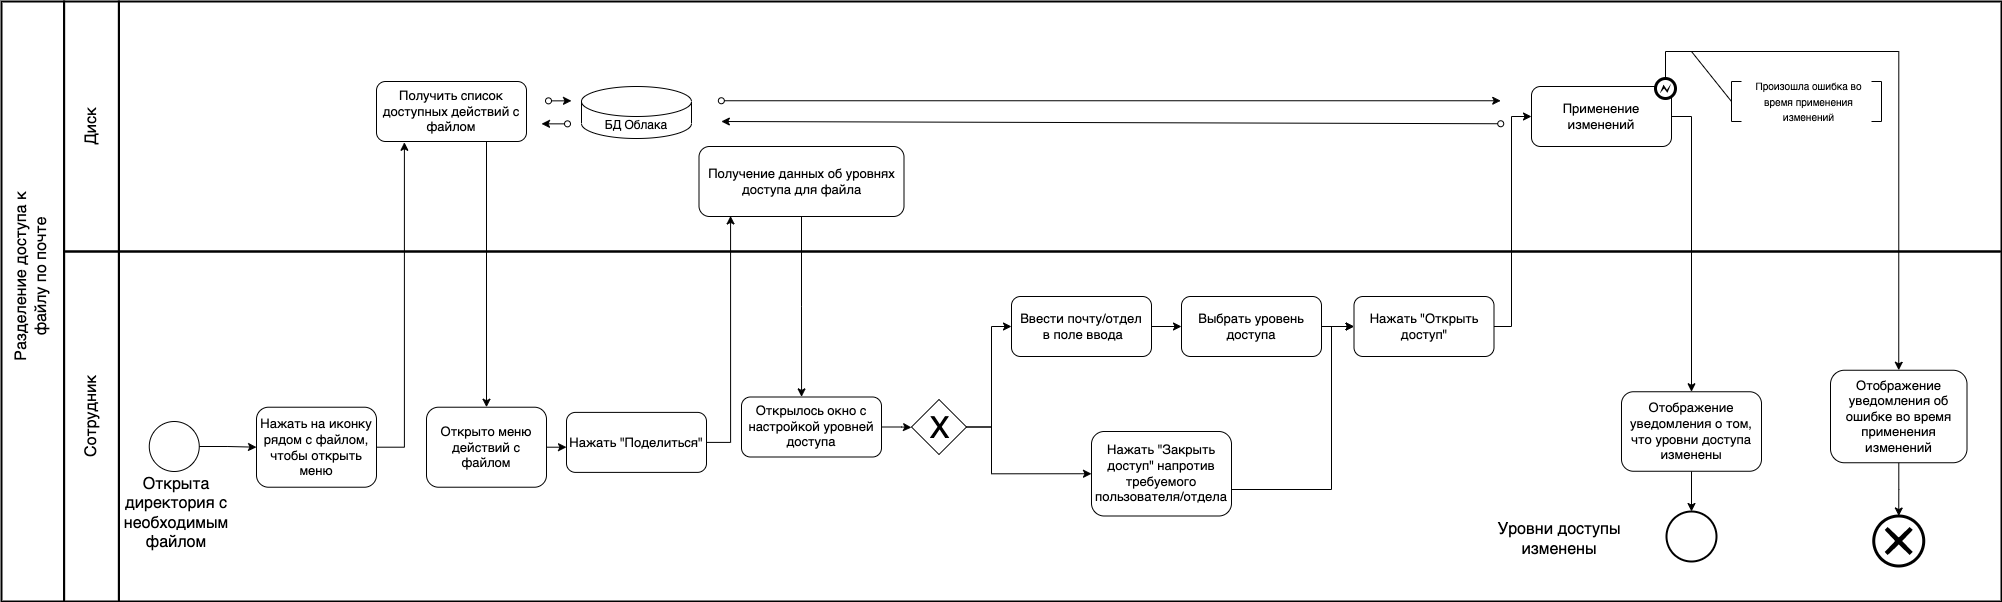 Разделение доступа к
файлу по почте
Диск
Сотрудник
Получить список
доступных действий с
файлом
БД Облака
Получение данных об уровнях
доступа для файла
Применение
изменений
Произошла ошибка во
время применения
изменений
Открыта
директория с
необходимым
файлом
Нажать на иконку
рядом с файлом,
чтобы открыть
меню
Открыто меню
действий с
файлом
Нажать "Поделиться"
Открылось окно с
настройкой уровней
доступа
X
Ввести почту/отдел
в поле ввода
Выбрать уровень
доступа
Нажать "Открыть
доступ"
Нажать "Закрыть
доступ" напротив
требуемого
пользователя/отдела
Отображение
уведомления о том,
что уровни доступа
изменены
Уровни доступы
изменены
Отображение
уведомления об
ошибке во время
применения
изменений